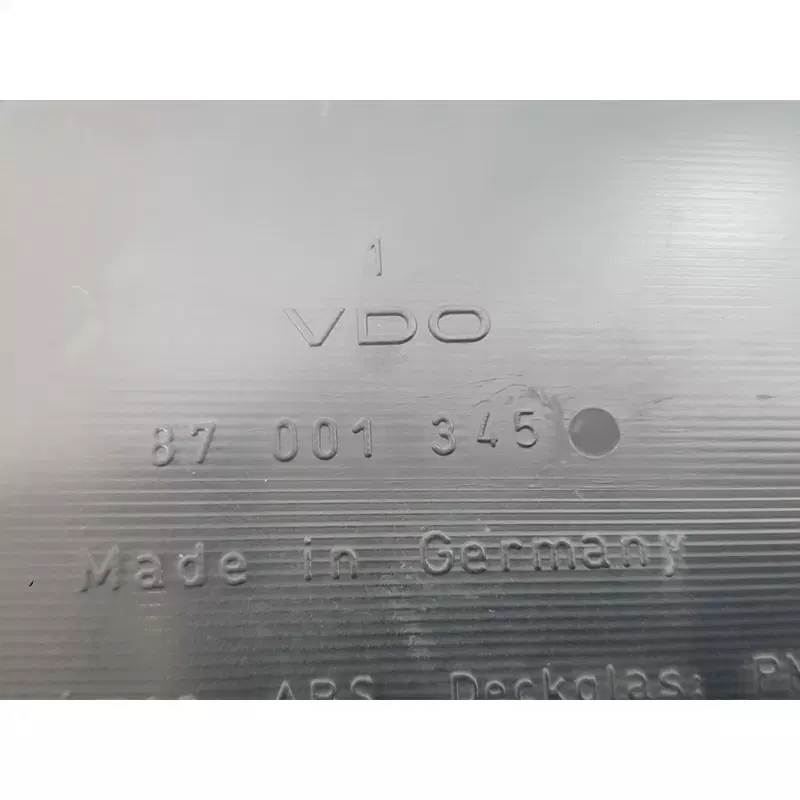 1
VDO
87 001 345
Made in Germany
ABS Deckglas: